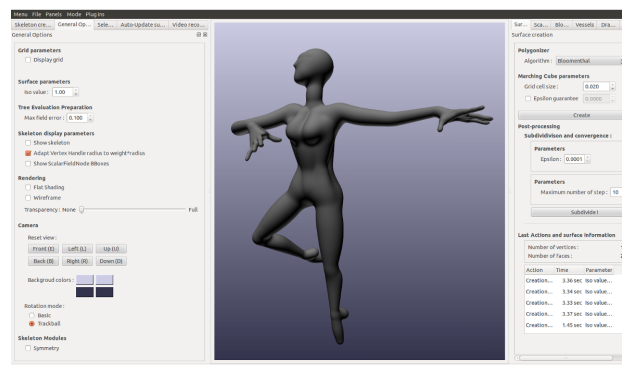 Menu File Panels Mode Plugins
Skeleton cre... General Op... Sele... Auto-Update su... Video reco...
General Options
Grid parameters
Display grid
Surface parameters
Iso value : 1.00
Tree Evaluation Preparation
Max field error : 0.100
Skeleton display parameters
Show skeleton
Adapt Vertex Handle radius to weight*radius
Show ScalarFieldNode BBoxes
Rendering
Flat Shading
Wireframe
Transparency : None Full
Camera
Reset view :
Front (E) Left (L) Up (U)
Back (B) Right (R) Down (D)
Backgroud colors :
Rotation mode :
Basic
Trackball
Skeleton Modules
Symmetry
Sur... Sca... Blo... Vessels Dra...
Surface creation
Polygonizer
Algorithm : Bloomenthal
Marching Cube parameters
Grid cell size : 0.020
Epsilon guarantee 0.0000
Create
Post-processing
Subdividivison and convergence :
Parameters
Epsilon : 0.0001
Parameters
Maximum number of step : 10
Subdivide !
Last Actions and surface information
Number of vertices :
Number of faces :
Action Time Parameter
Creation... 3.36 sec Iso value...
Creation... 3.34 sec Iso value...
Creation... 3.33 sec Iso value...
Creation... 3.37 sec Iso value...
Creation... 1.45 sec Iso value...